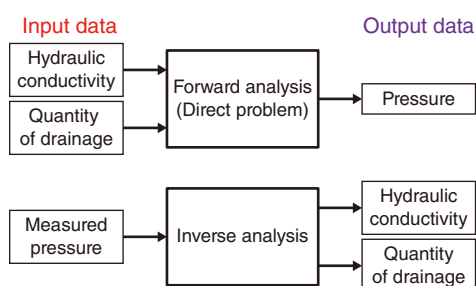 Input data
Output data
Hydraulic
conductivity
Quantity
of drainage
Forward analysis
(Direct problem)
Pressure
Measured
pressure
Inverse analysis
Hydraulic
conductivity
Quantity
of drainage